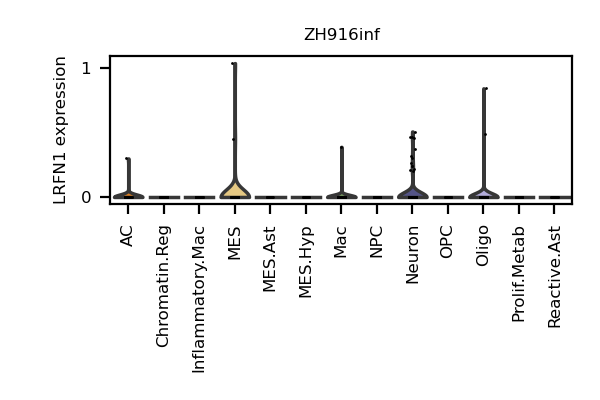 ZH916inf
LRFN1 expression
1
0
AC
Chromatin.Reg
Inflammatory.Mac
MES
MES.Ast
MES.Hyp
Mac
NPC
Neuron
OPC
Oligo
Prolif.Metab
Reactive.Ast